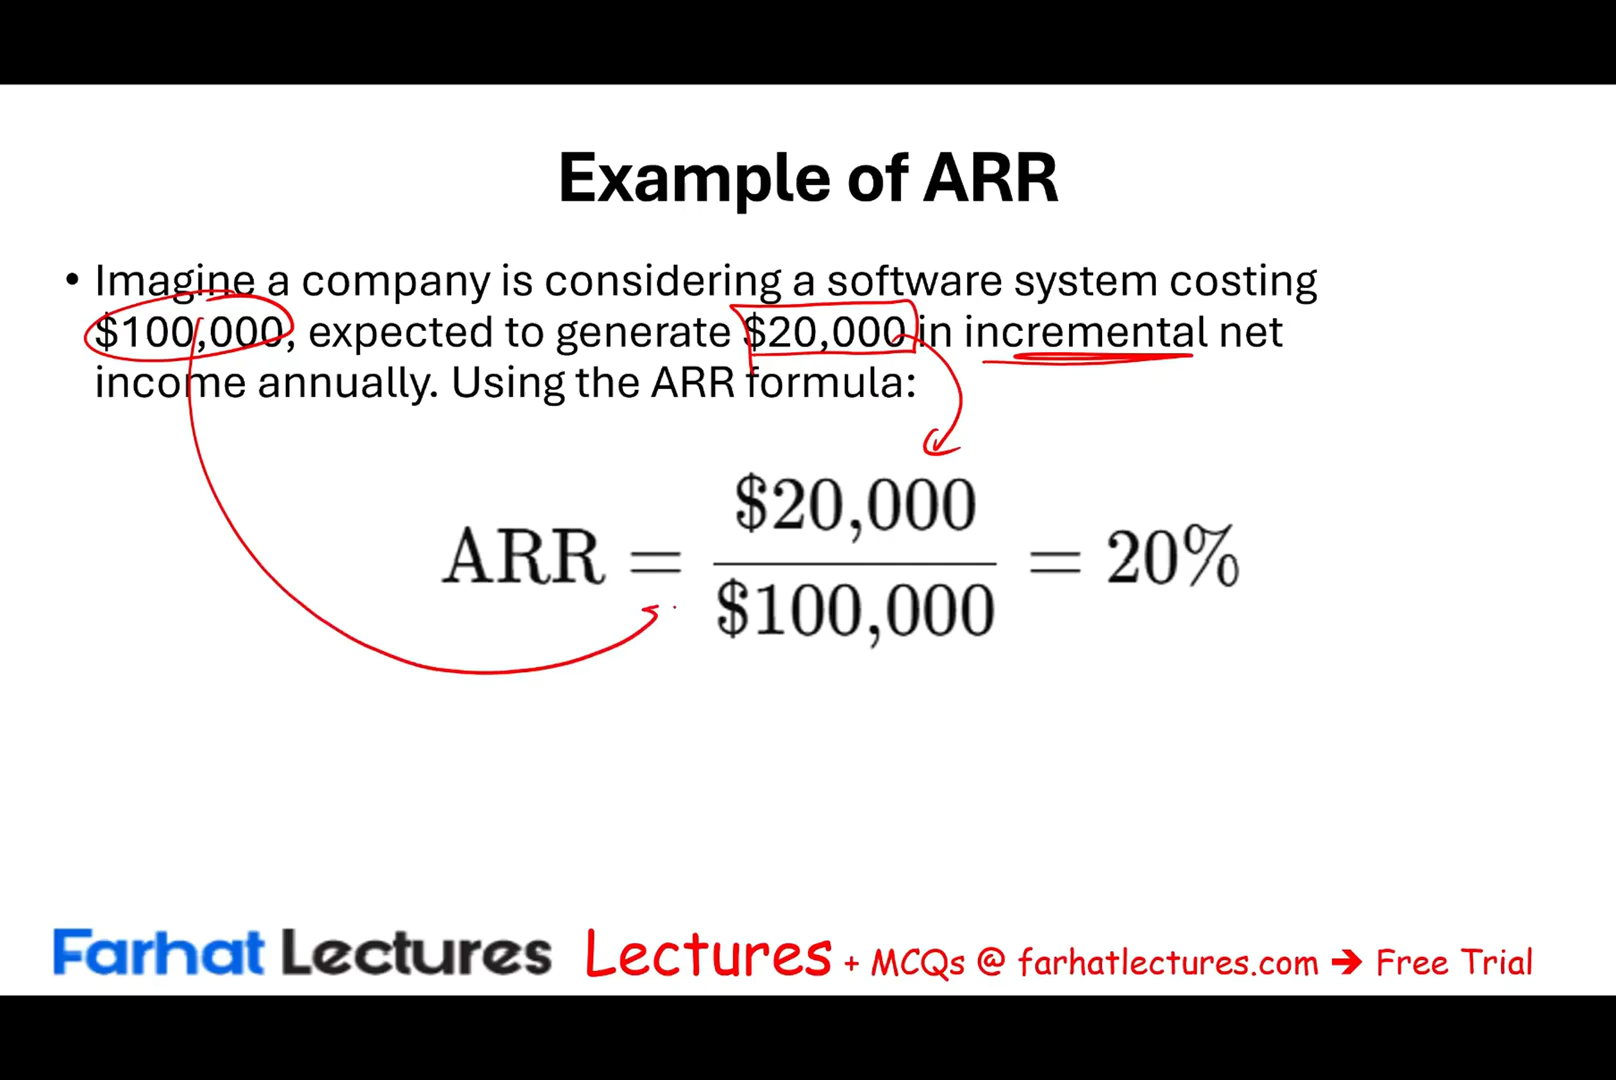 Example of ARR
• Imagine a company is considering a software system costing
$100,000, expected to generate $20,000 in incremental net
income annually. Using the ARR formula:
ARR = $20,000 / $100,000 = 20%
Farhat Lectures Lectures + MCQs @ farhatlectures.com → Free Trial